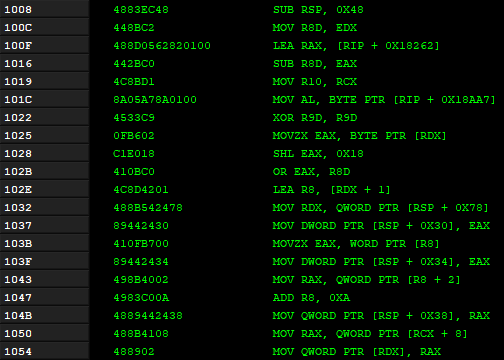 1008 4883EC48 SUB RSP, 0X48
100C 448BC2 MOV R8D, EDX
100F 488D0562820100 LEA RAX, [RIP + 0X18262]
1016 442BC0 SUB R8D, EAX
1019 4C8BD1 MOV R10, RCX
101C 8A05A78A0100 MOV AL, BYTE PTR [RIP + 0X18AA7]
1022 4533C9 XOR R9D, R9D
1025 0FB602 MOVZX EAX, BYTE PTR [RDX]
1028 C1E018 SHL EAX, 0X18
102B 410BC0 OR EAX, R8D
102E 4C8D4201 LEA R8, [RDX + 1]
1032 488B542478 MOV RDX, QWORD PTR [RSP + 0X78]
1037 89442430 MOV DWORD PTR [RSP + 0X30], EAX
103B 410FB700 MOVZX EAX, WORD PTR [R8]
103F 89442434 MOV DWORD PTR [RSP + 0X34], EAX
1043 498B4002 MOV RAX, QWORD PTR [R8 + 2]
1047 4983C00A ADD R8, 0XA
104B 4889442438 MOV QWORD PTR [RSP + 0X38], RAX
1050 488B4108 MOV RAX, QWORD PTR [RCX + 8]
1054 488902 MOV QWORD PTR [RDX], RAX